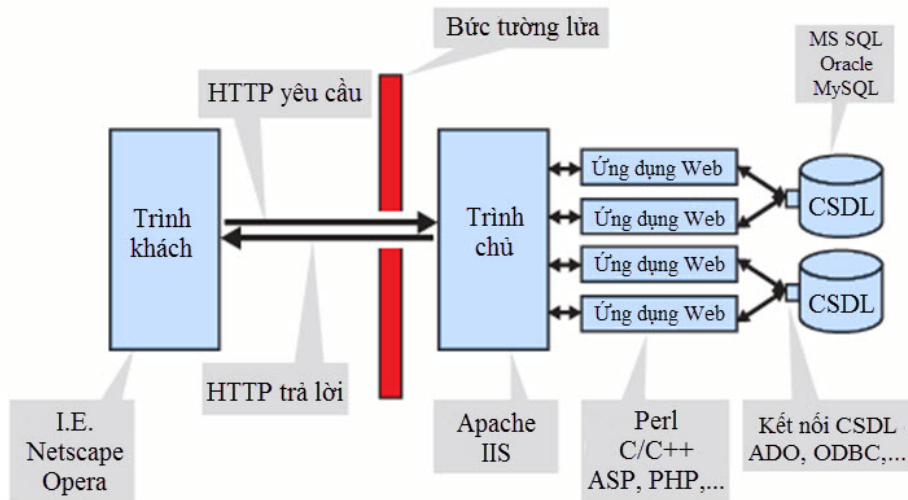 Bức tường lửa
MS SQL
Oracle
MySQL
HTTP yêu cầu
Trình
khách
Trình
chủ
Ứng dụng Web
Ứng dụng Web
Ứng dụng Web
Ứng dụng Web
CSDL
CSDL
HTTP trả lời
I.E.
Netscape
Opera
Apache
IIS
Perl
C/C++
ASP, PHP,...
Kết nối CSDL
ADO, ODBC,...